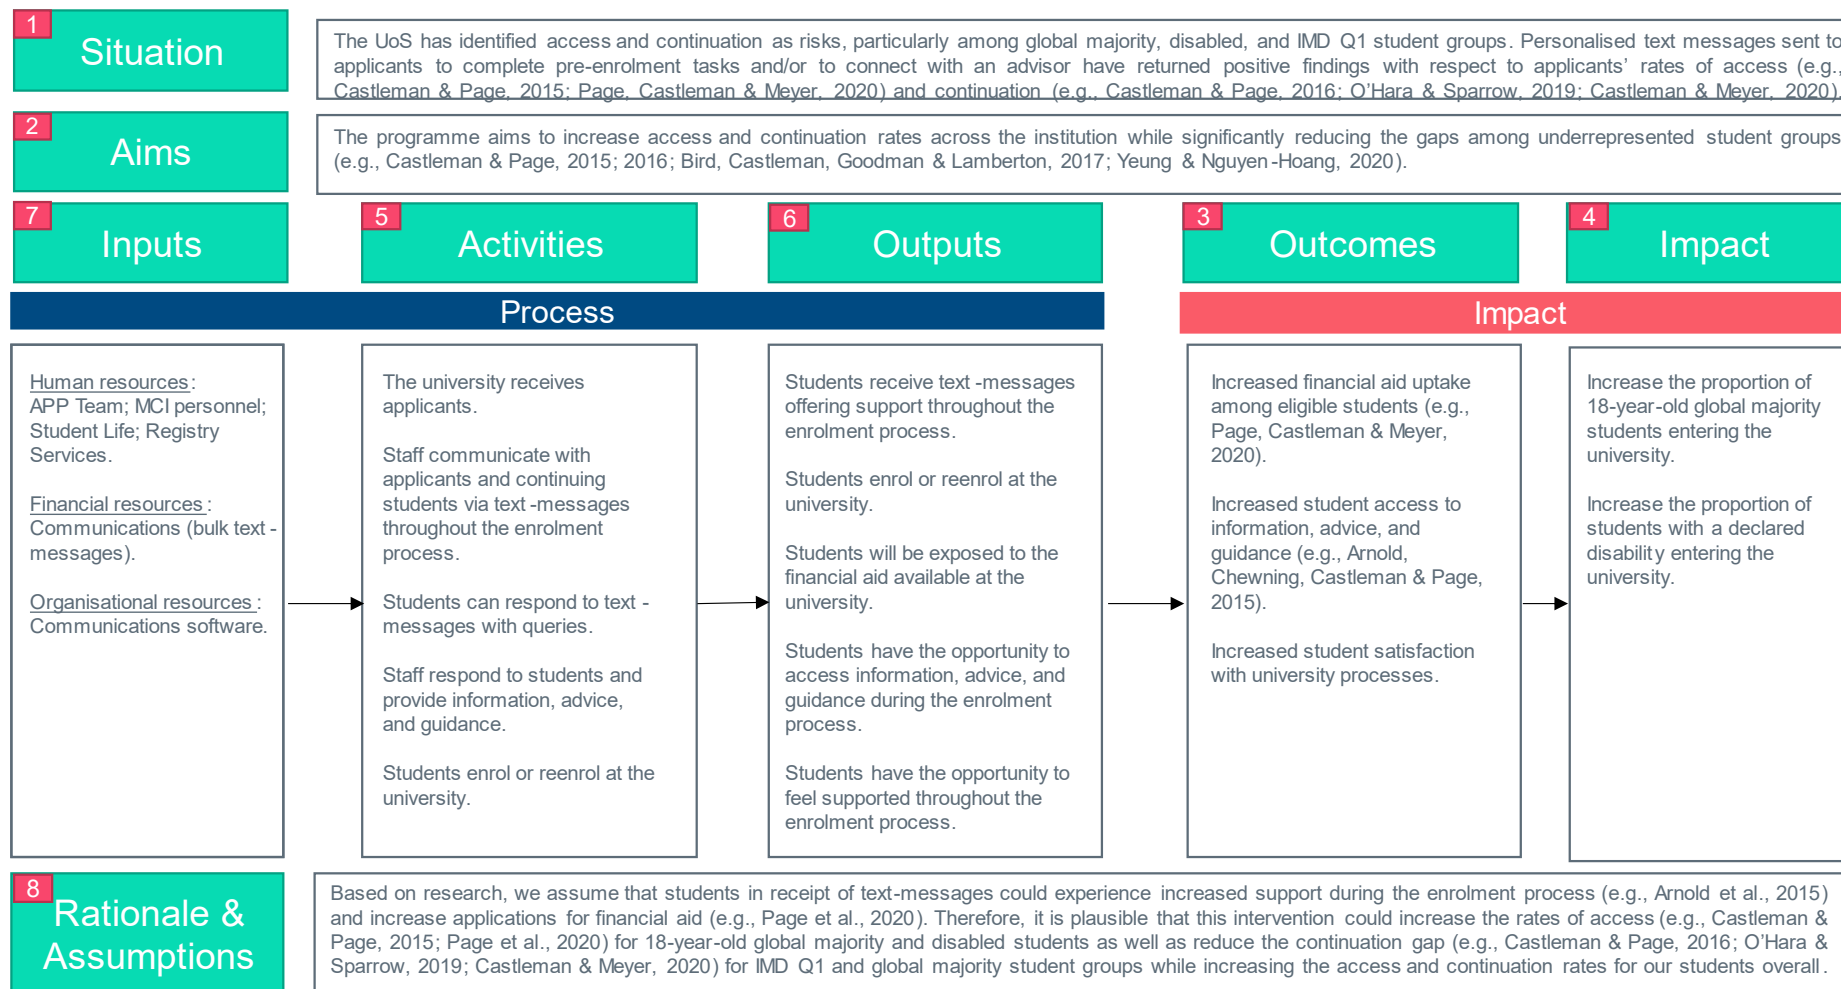 1
Situation
The UoS has identified access and continuation as risks, particularly among global majority, disabled, and IMD Q1 student groups. Personalised text messages sent to
applicants to complete pre-enrolment tasks and/or to connect with an advisor have returned positive findings with respect to applicants' rates of access (e.g.,
Castleman & Page, 2015; Page, Castleman & Meyer, 2020) and continuation (e.g., Castleman & Page, 2016; O'Hara & Sparrow, 2019; Castleman & Meyer, 2020).
2
Aims
The programme aims to increase access and continuation rates across the institution while significantly reducing the gaps among underrepresented student groups
(e.g., Castleman & Page, 2015; 2016; Bird, Castleman, Goodman & Lamberton, 2017; Yeung & Nguyen-Hoang, 2020).
7
Inputs
5
Activities
6
Outputs
3
Outcomes
4
Impact
Process
Impact
Human resources:
APP Team; MCI personnel;
Student Life; Registry
Services.
Financial resources:
Communications (bulk text-
messages).
Organisational resources:
Communications software.
The university receives
applicants.
Staff communicate with
applicants and continuing
students via text-messages
throughout the enrolment
process.
Students can respond to text-
messages with queries.
Staff respond to students and
provide information, advice,
and guidance.
Students enrol or reenrol at the
university.
Students receive text-messages
offering support throughout the
enrolment process.
Students enrol or reenrol at the
university.
Students will be exposed to the
financial aid available at the
university.
Students have the opportunity to
access information, advice, and
guidance during the enrolment
process.
Students have the opportunity to
feel supported throughout the
enrolment process.
Increased financial aid uptake
among eligible students (e.g.,
Page, Castleman & Meyer,
2020).
Increased student access to
information, advice, and
guidance (e.g., Arnold,
Chewning, Castleman & Page,
2015).
Increased student satisfaction
with university processes.
Increase the proportion of
18-year-old global majority
students entering the
university.
Increase the proportion of
students with a declared
disability entering the
university.
8
Rationale &
Assumptions
Based on research, we assume that students in receipt of text-messages could experience increased support during the enrolment process (e.g., Arnold et al., 2015)
and increase applications for financial aid (e.g., Page et al., 2020). Therefore, it is plausible that this intervention could increase the rates of access (e.g., Castleman &
Page, 2015; Page et al., 2020) for 18-year-old global majority and disabled students as well as reduce the continuation gap (e.g., Castleman & Page, 2016; O'Hara &
Sparrow, 2019; Castleman & Meyer, 2020) for IMD Q1 and global majority student groups while increasing the access and continuation rates for our students overall.